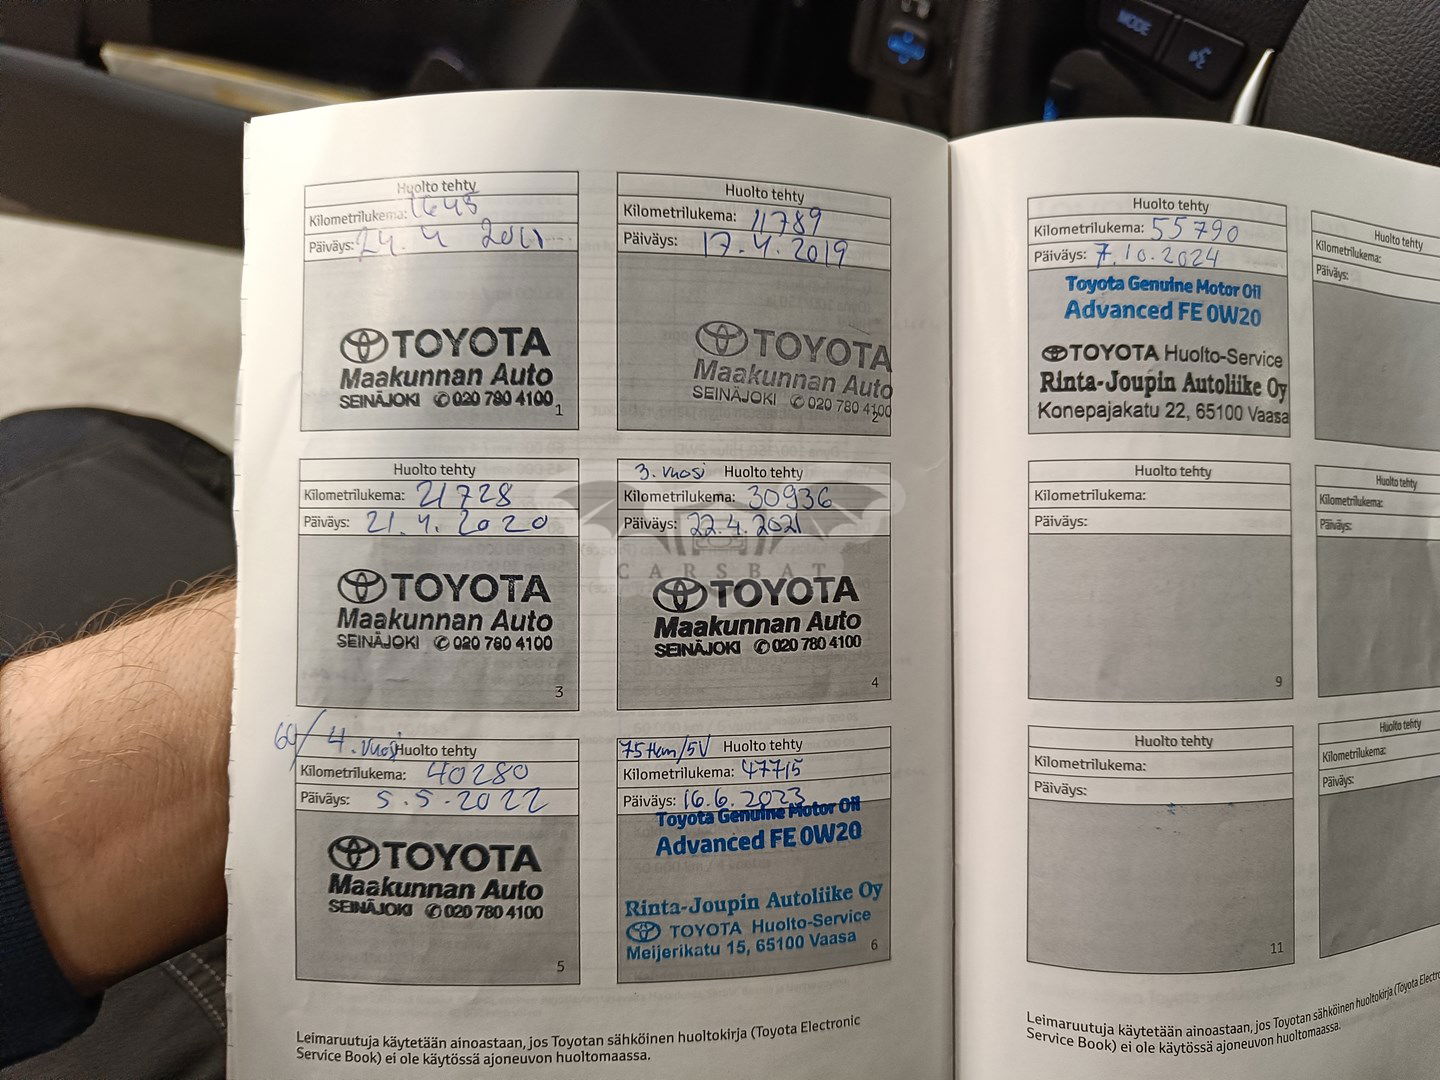 MODE
Huolto tehty
Kilometrilukema: 1645
Päiväys: 24.4 2011
TOYOTA
Maakunnan Auto
SEINÄJOKI 020 780 4100
1
Huolto tehty
Kilometrilukema: 11789
Päiväys: 17.4.2019
TOYOTA
Maakunnan Auto
SEINÄJOKI 020 780 4100
2
Huolto tehty
Kilometrilukema: 21728
Päiväys: 21.4.2020
TOYOTA
Maakunnan Auto
SEINÄJOKI 020 780 4100
3
3. vuosi Huolto tehty
Kilometrilukema: 30936
Päiväys: 22.4.2021
CARSBAT
TOYOTA
Maakunnan Auto
SEINÄJOKI 020 780 4100
4
60/4. vuosi Huolto tehty
Kilometrilukema: 40280
Päiväys: 5.5.2022
TOYOTA
Maakunnan Auto
SEINÄJOKI 020 780 4100
5
75tkm/5V Huolto tehty
Kilometrilukema: 47715
Päiväys: 16.6.2023
Toyota Genuine Motor Oil
Advanced FE 0W20
Rinta-Joupin Autoliike Oy
TOYOTA Huolto-Service
Meijerikatu 15, 65100 Vaasa
6
Leimaruutuja käytetään ainoastaan, jos Toyotan sähköinen huoltokirja (Toyota Electronic
Service Book) ei ole käytössä ajoneuvon huoltomaassa.
Huolto tehty
Kilometrilukema: 55790
Päiväys: 7.10.2024
Toyota Genuine Motor Oil
Advanced FE 0W20
TOYOTA Huolto-Service
Rinta-Joupin Autoliike Oy
Konepajakatu 22, 65100 Vaasa
Huolto tehty
Kilometrilukema:
Päiväys:
Huolto tehty
Kilometrilukema:
Päiväys:
9
Huolto tehty
Kilometrilukema:
Päiväys:
Huolto tehty
Kilometrilukema:
Päiväys:
11
Huolto tehty
Kilometrilukema:
Päiväys:
Leimaruutuja käytetään ainoastaan, jos Toyotan sähköinen huoltokirja (Toyota Electro
Service Book) ei ole käytössä ajoneuvon huoltomaassa.